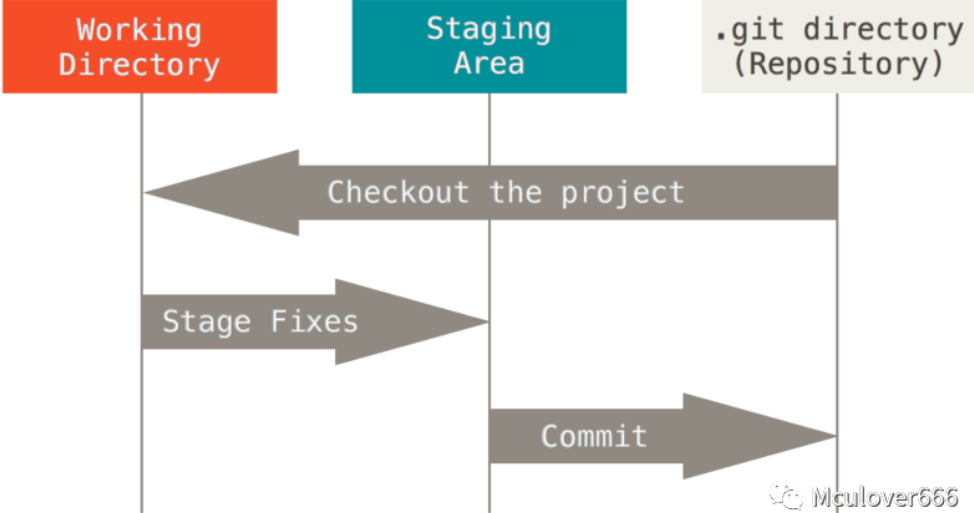 Working
Directory
Staging
Area
.git directory
(Repository)
Checkout the project
Stage Fixes
Commit
Mculover666